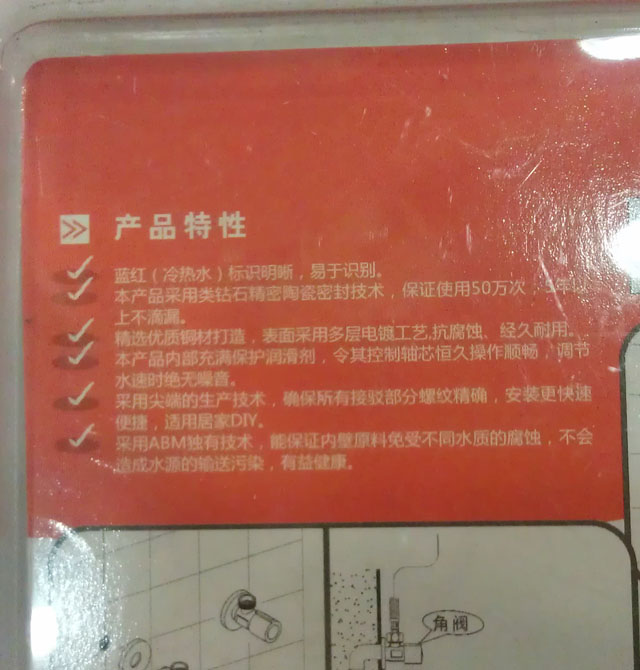 产品特性
蓝红（冷热水）标识明晰，易于识别。
本产品采用类钻石精密陶瓷密封技术，保证使用50万次，
上不滴漏。
精选优质铜材打造，表面采用多层电镀工艺,抗腐蚀、经久耐用。
本产品内部充满保护润滑剂，令其控制轴芯恒久操作顺畅，调节
水速时绝无噪音。
采用尖端的生产技术，确保所有接驳部分螺纹精确，安装更快速
便捷，适用居家DIY。
采用ABM独有技术，能保证内壁原料免受不同水质的腐蚀，不会
造成水源的输送污染，有益健康。
角阀